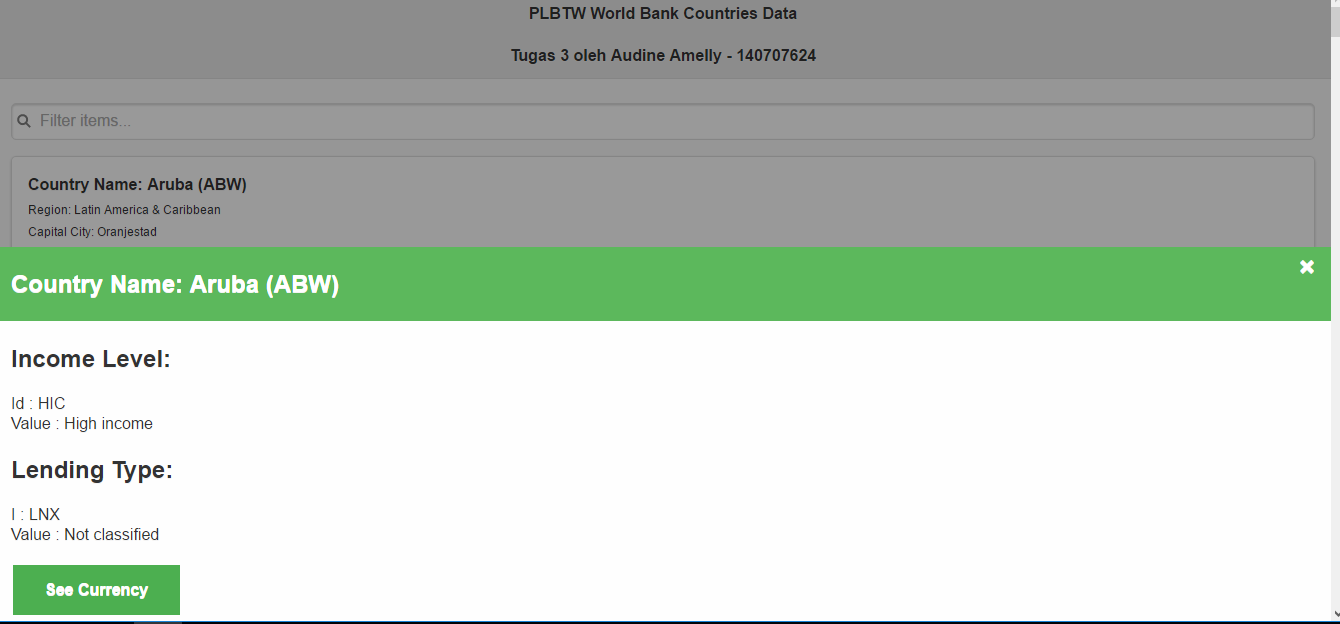 PLBTW World Bank Countries Data
Tugas 3 oleh Audine Amelly - 140707624
Filter items...
Country Name: Aruba (ABW)
Region: Latin America & Caribbean
Capital City: Oranjestad
Country Name: Aruba (ABW)
Income Level:
Id : HIC
Value : High income
Lending Type:
I : LNX
Value : Not classified
See Currency